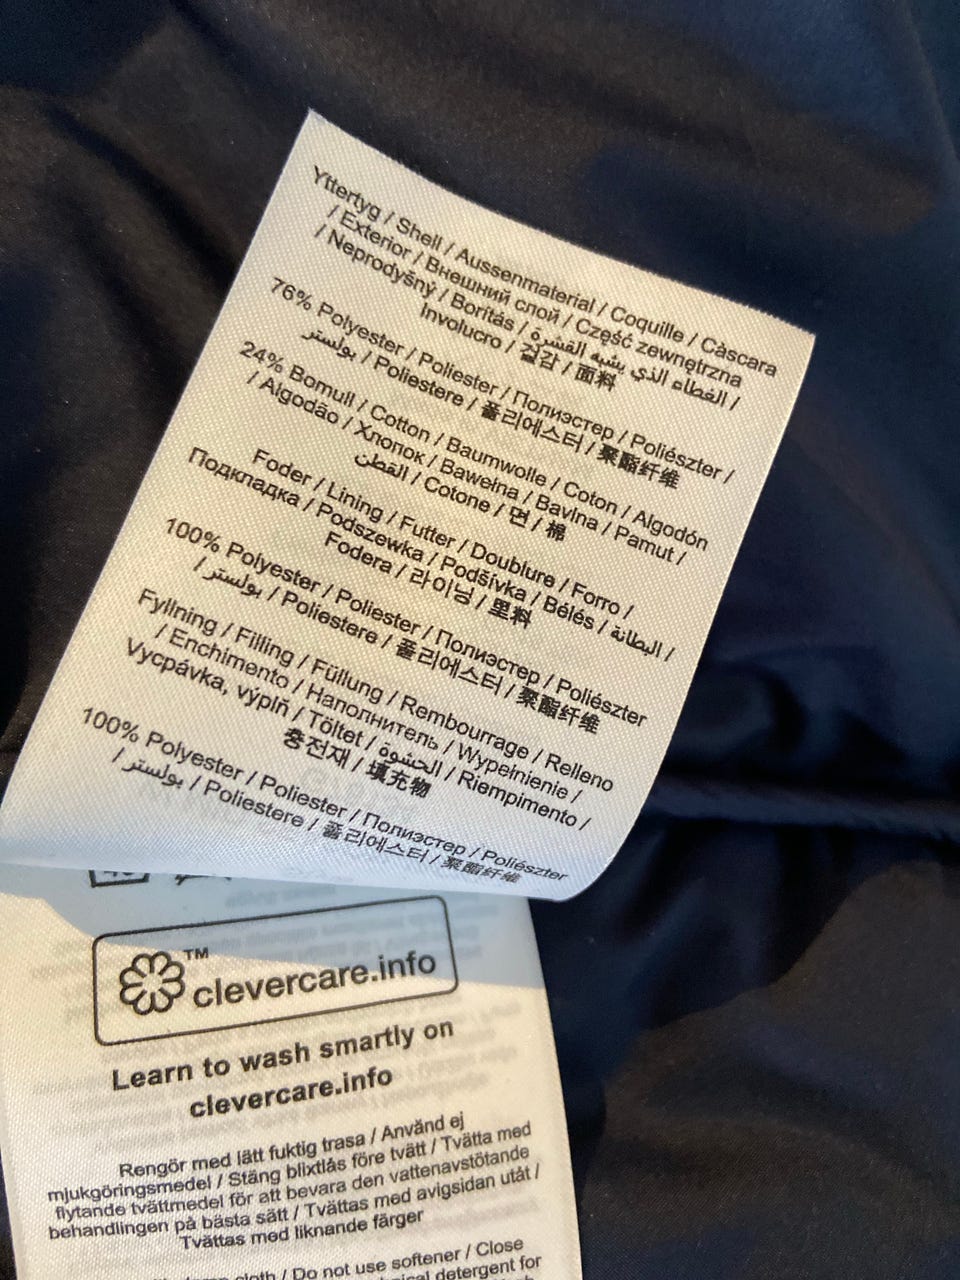 Yttertyg / Shell / Aussenmaterial / Coquille / Càscara
/ Exterior / Внешний слой / Część zewnętrzna
/ Neprodyšný / Borítás / الغطاء الذي يشبه القشرة /
Involucro / 겉감 / 面料
76% Polyester / Poliester / Полиэстер / Poliészter /
بولستر / Poliestere / 폴리에스터 / 聚酯纤维
24% Bomull / Cotton / Baumwolle / Coton / Algodón
/ Algodão / Хлопок / Bawełna / Bavlna / Pamut /
القطن / Cotone / 면 / 棉
Foder / Lining / Futter / Doublure / Forro /
Подкладка / Podszewka / Podšívka / Bélés / البطانة /
Fodera / 라이닝 / 里料
100% Polyester / Poliester / Полиэстер / Poliészter
/ بولستر / Poliestere / 폴리에스터 / 聚酯纤维
Fyllning / Filling / Füllung / Rembourrage / Relleno
/ Enchimento / Наполнитель / Wypełnienie /
Vycpávka, výplň / Töltet / الحشوة / Riempimento /
충전재 / 填充物
100% Polyester / Poliester / Полиэстер / Poliészter
/ بولستر / Poliestere / 폴리에스터 / 聚酯纤维
clevercare.info TM
Learn to wash smartly on
clevercare.info
Rengör med lätt fuktig trasa / Använd ej
mjukgöringsmedel / Stäng blixtlås före tvätt / Tvätta med
flytande tvättmedel för att bevara den vattenavstötande
behandlingen på bästa sätt / Tvättas med avigsidan utåt /
Tvättas med liknande färger
cloth / Do not use softener / Close
detergent for